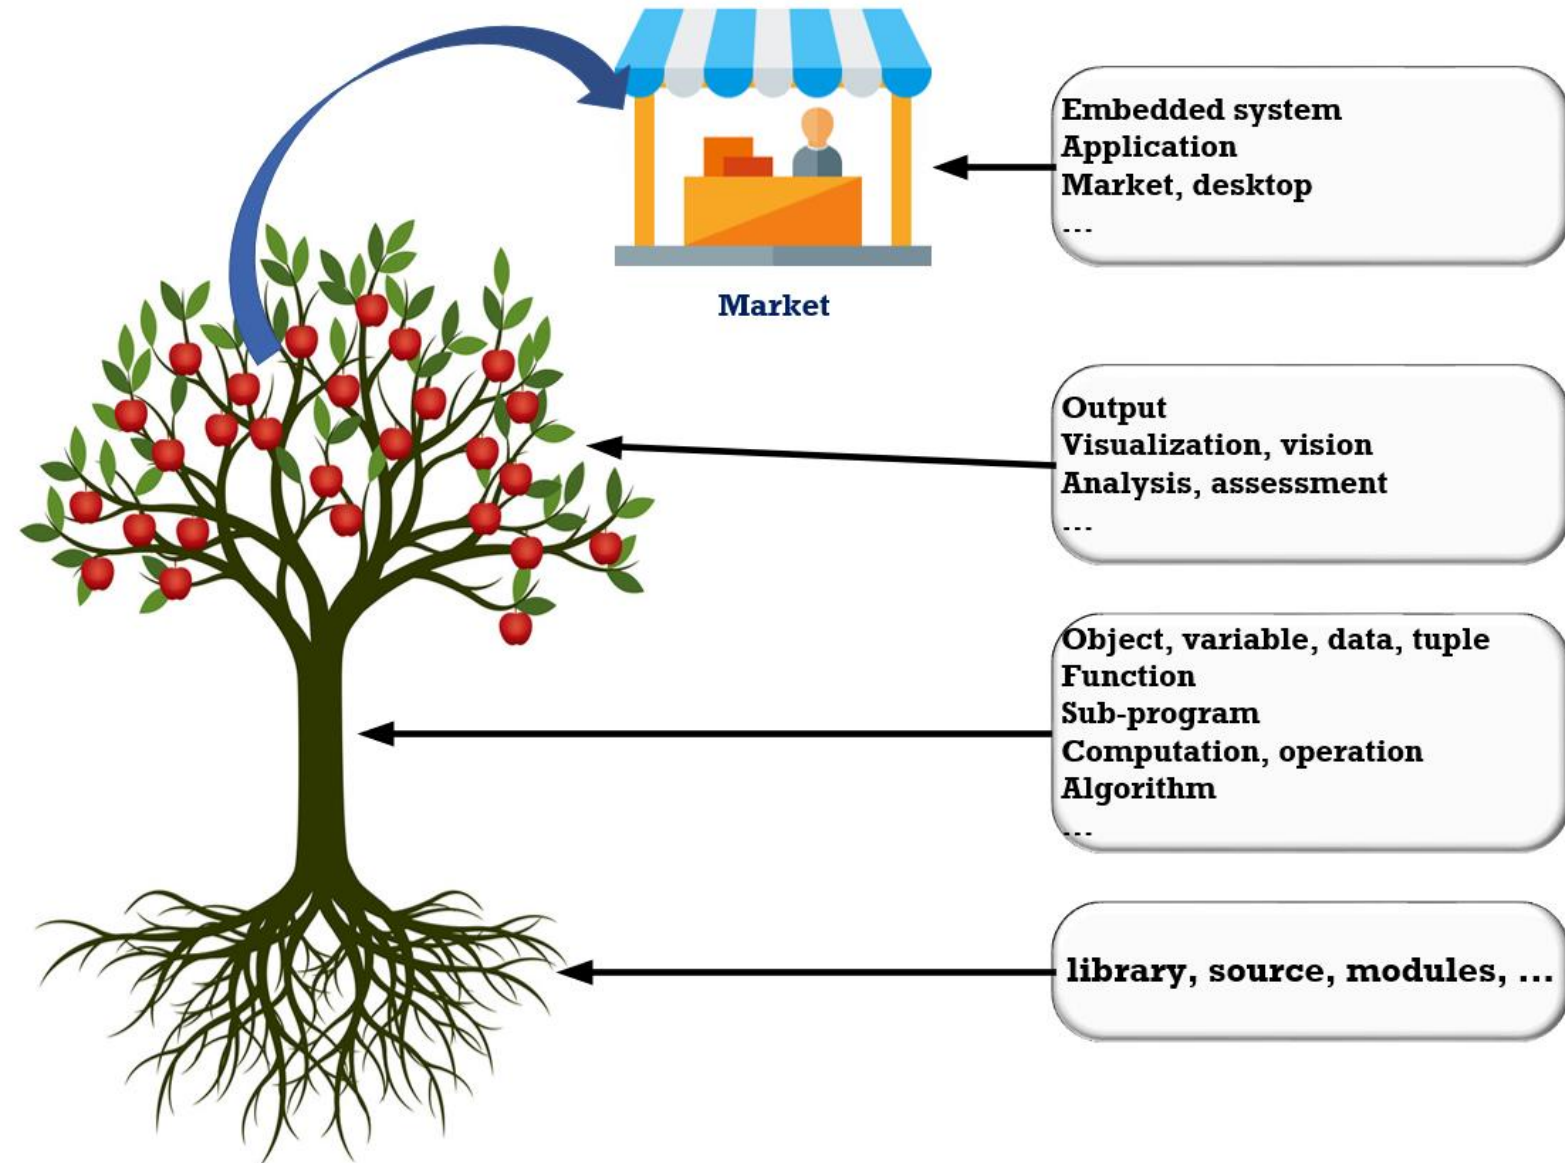 Embedded system
Application
Market, desktop
...
Market
Output
Visualization, vision
Analysis, assessment
...
Object, variable, data, tuple
Function
Sub-program
Computation, operation
Algorithm
...
library, source, modules, ...